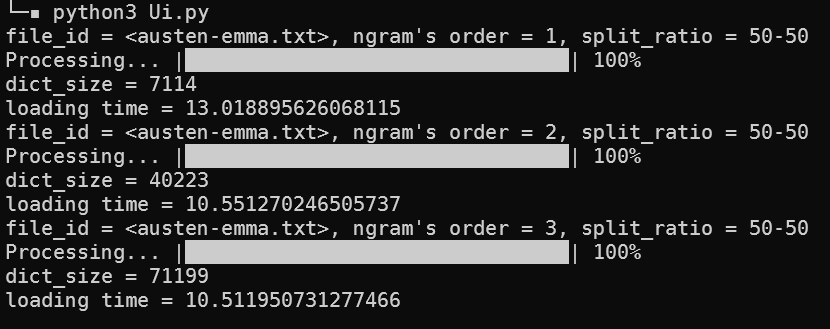 └─▪ python3 Ui.py
file_id = <austen-emma.txt>, ngram's order = 1, split_ratio = 50-50
Processing... |████████████████████████████████| 100%
dict_size = 7114
loading time = 13.018895626068115
file_id = <austen-emma.txt>, ngram's order = 2, split_ratio = 50-50
Processing... |████████████████████████████████| 100%
dict_size = 40223
loading time = 10.551270246505737
file_id = <austen-emma.txt>, ngram's order = 3, split_ratio = 50-50
Processing... |████████████████████████████████| 100%
dict_size = 71199
loading time = 10.511950731277466